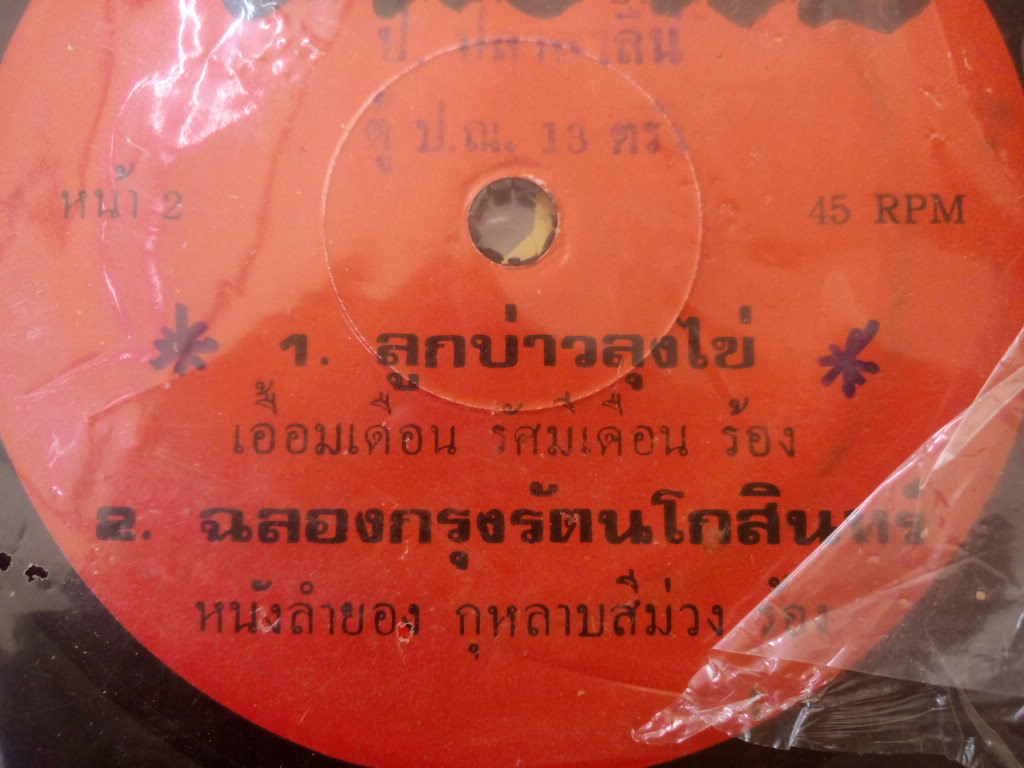 ตู้ ป.ณ. 13
หน้า 2
45 RPM
1. ลูกบ่าวลุงไข่
เอื้อมเดือน รัศมีเดือน ร้อง
2. ฉลองกรุงรัตนโกสินทร์
หนังลำยอง กุหลาบสีม่วง ร้อง